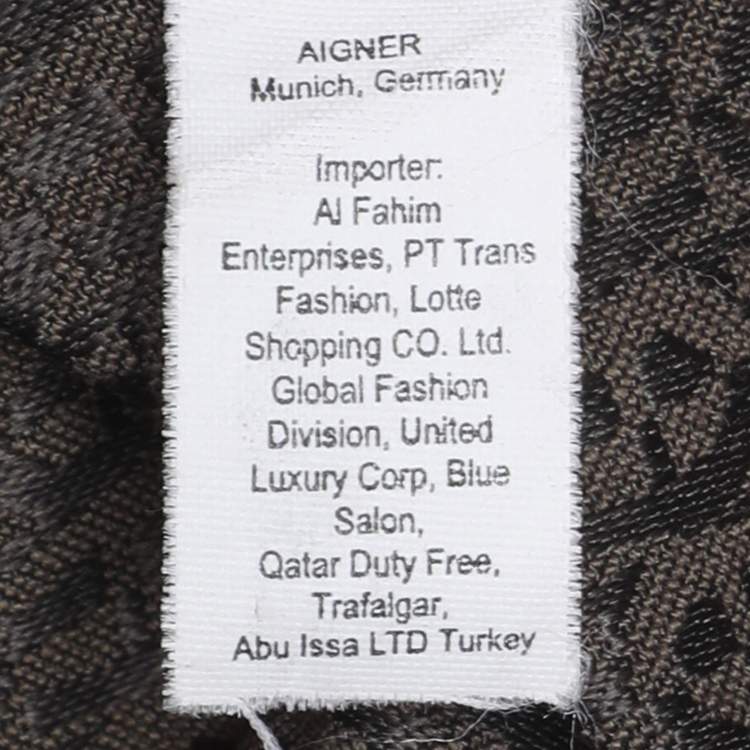 AIGNER
Munich, Germany
Importer:
Al Fahim
Enterprises, PT Trans
Fashion, Lotte
Shopping CO. Ltd.
Global Fashion
Division, United
Luxury Corp, Blue
Salon,
Qatar Duty Free,
Trafalgar,
Abu Issa LTD Turkey